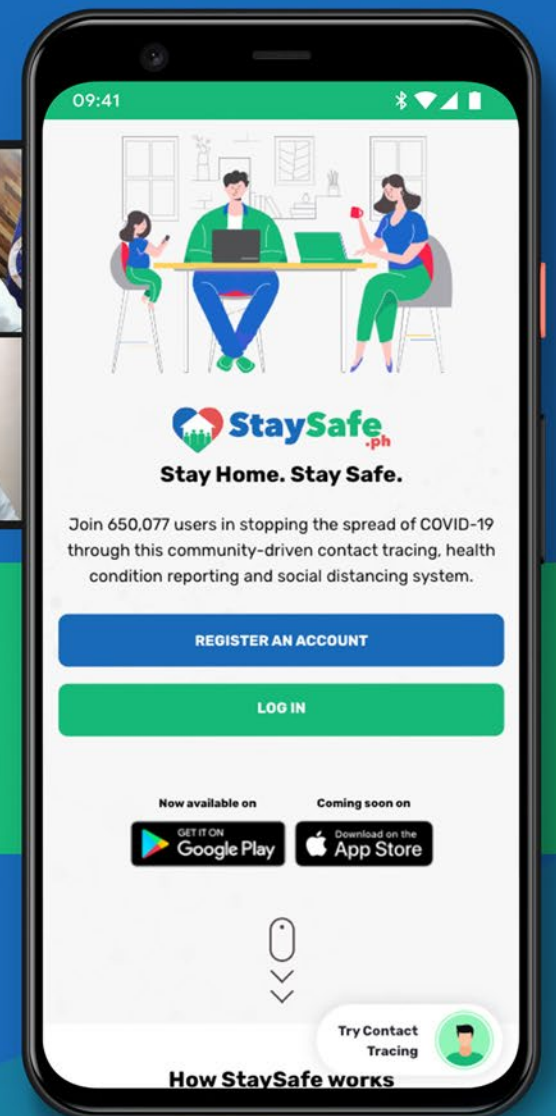 09:41
StaySafe.ph
Stay Home. Stay Safe.
Join 650,077 users in stopping the spread of COVID-19
through this community-driven contact tracing, health
condition reporting and social distancing system.
REGISTER AN ACCOUNT
LOG IN
Now available on
GET IT ON
Google Play
Coming soon on
Download on the
App Store
Try Contact
Tracing
How StaySafe works